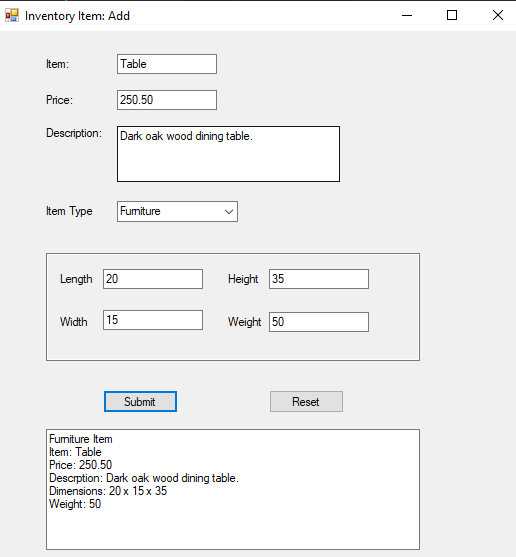 Inventory Item: Add
Item: Table
Price: 250.50
Description: Dark oak wood dining table.
Item Type Furniture
Length 20 Height 35
Width 15 Weight 50
Submit Reset
Furniture Item
Item: Table
Price: 250.50
Descrption: Dark oak wood dining table.
Dimensions: 20 x 15 x 35
Weight: 50